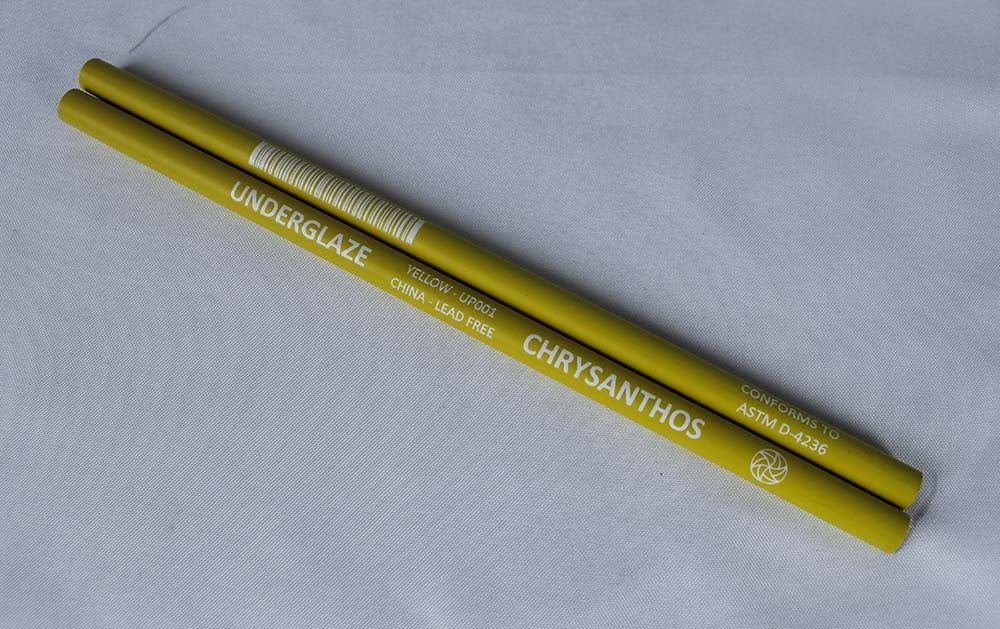 UNDERGLAZE
YELLOW - UP001
CHINA - LEAD FREE
CHRYSANTHOS
CONFORMS TO
ASTM D-4236